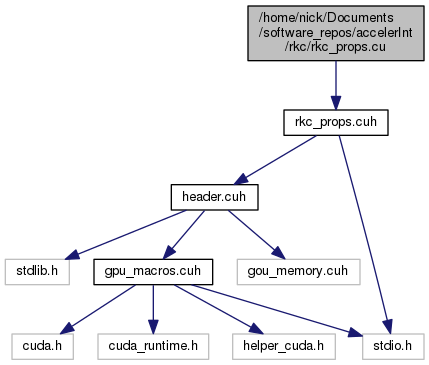 /home/nick/Documents
/software_repos/accelerInt
/rkc/rkc_props.cu
rkc_props.cuh
header.cuh
stdlib.h
gpu_macros.cuh
gou_memory.cuh
cuda.h
cuda_runtime.h
helper_cuda.h
stdio.h